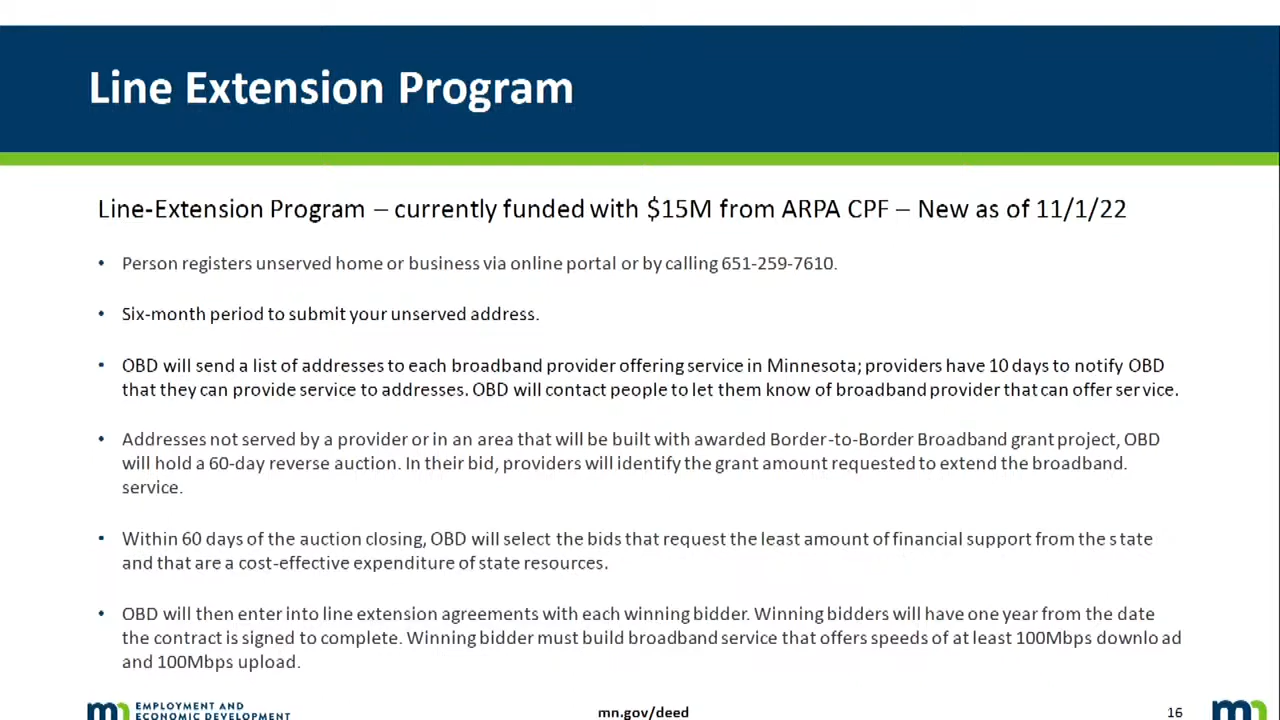 Line Extension Program
Line-Extension Program – currently funded with $15M from ARPA CPF – New as of 11/1/22
• Person registers unserved home or business via online portal or by calling 651-259-7610.
• Six-month period to submit your unserved address.
• OBD will send a list of addresses to each broadband provider offering service in Minnesota; providers have 10 days to notify OBD
that they can provide service to addresses. OBD will contact people to let them know of broadband provider that can offer service.
• Addresses not served by a provider or in an area that will be built with awarded Border-to-Border Broadband grant project, OBD
will hold a 60-day reverse auction. In their bid, providers will identify the grant amount requested to extend the broadband.
service.
• Within 60 days of the auction closing, OBD will select the bids that request the least amount of financial support from the state
and that are a cost-effective expenditure of state resources.
• OBD will then enter into line extension agreements with each winning bidder. Winning bidders will have one year from the date
the contract is signed to complete. Winning bidder must build broadband service that offers speeds of at least 100Mbps download
and 100Mbps upload.
mn EMPLOYMENT AND
ECONOMIC DEVELOPMENT
mn.gov/deed
16
mn